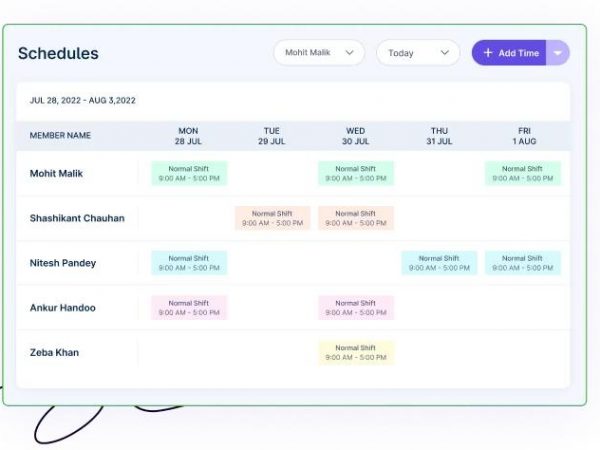 Schedules
Mohit Malik
Today
+ Add Time
JUL 28, 2022 - AUG 3,2022
MEMBER NAME
MON
28 JUL
TUE
29 JUL
WED
30 JUL
THU
31 JUL
FRI
1 AUG
Mohit Malik
Normal Shift
9:00 AM - 5:00 PM
Normal Shift
9:00 AM - 5:00 PM
Normal Shift
9:00 AM - 5:00 PM
Shashikant Chauhan
Normal Shift
9:00 AM - 5:00 PM
Normal Shift
9:00 AM - 5:00 PM
Nitesh Pandey
Normal Shift
9:00 AM - 5:00 PM
Normal Shift
9:00 AM - 5:00 PM
Normal Shift
9:00 AM - 5:00 PM
Ankur Handoo
Normal Shift
9:00 AM - 5:00 PM
Normal Shift
9:00 AM - 5:00 PM
Zeba Khan
Normal Shift
9:00 AM - 5:00 PM